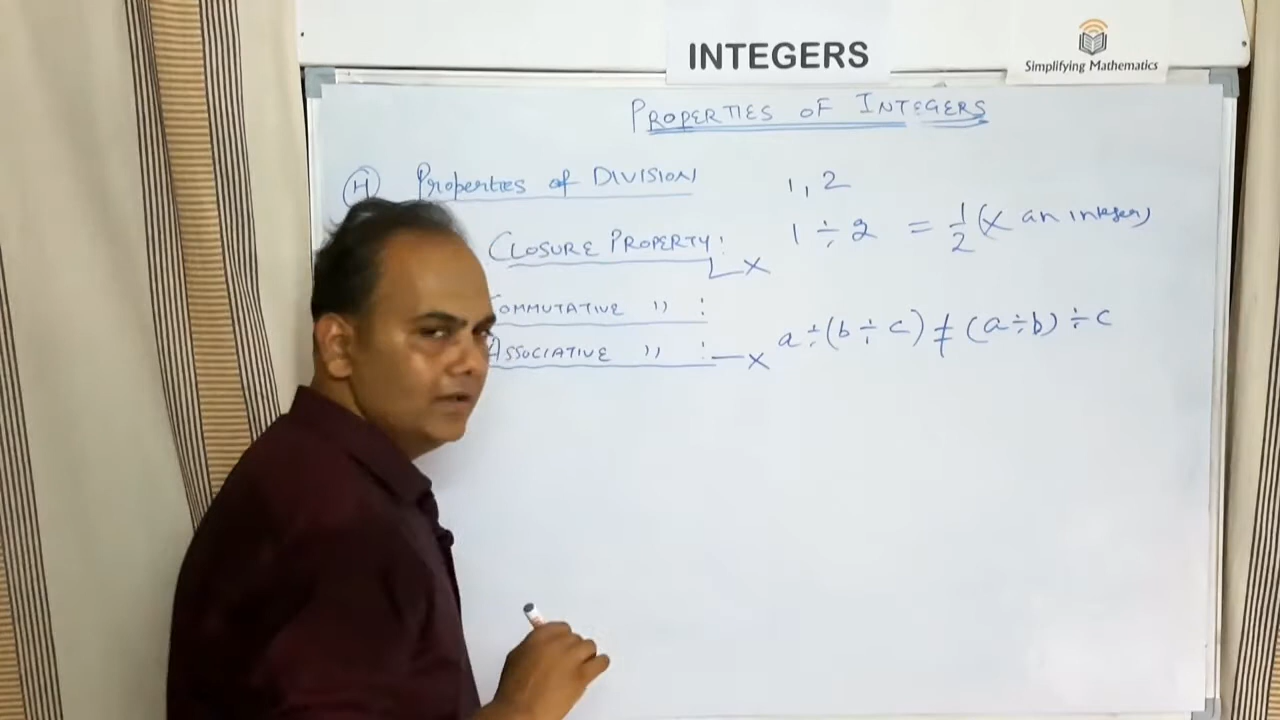 INTEGERS
Simplifying Mathematics
PROPERTIES OF INTEGERS
(H) Properties of DIVISION
1, 2
CLOSURE PROPERTY: ✗
1 ÷ 2 = 1/2 (✗ an integer)
OMMUTATIVE ,, :
ASSOCIATIVE ,, : — ✗ a ÷ (b ÷ c) ≠ (a ÷ b) ÷ c